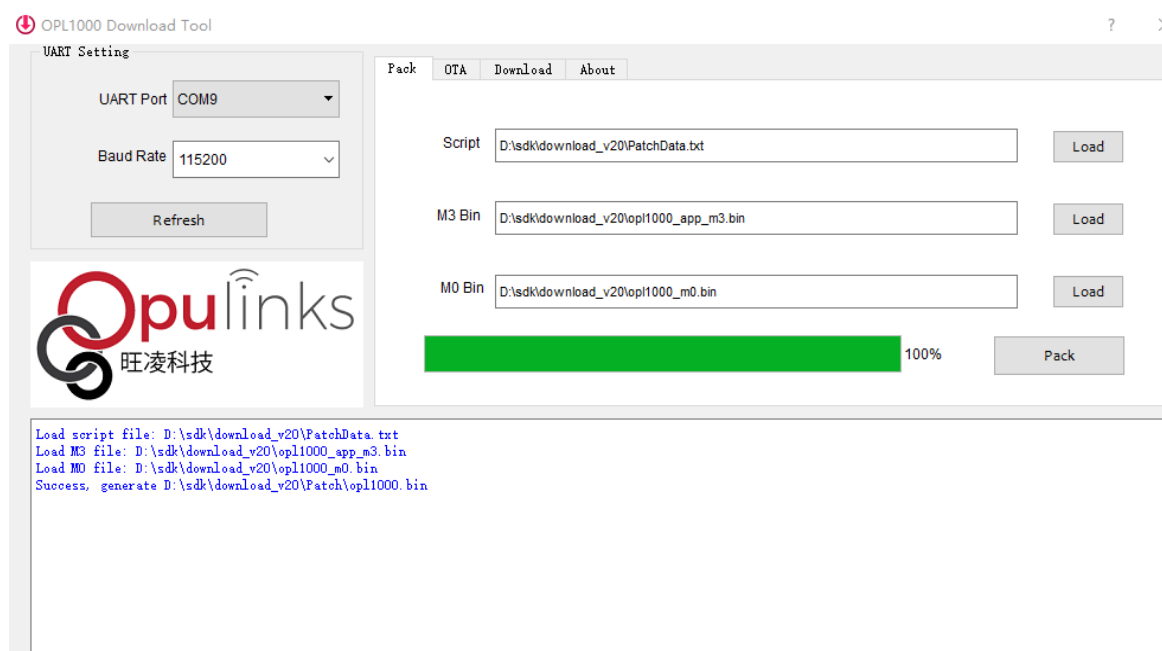 OPL1000 Download Tool
?
UART Setting
UART Port COM9
Baud Rate 115200
Refresh
Opulinks
旺凌科技
Pack OTA Download About
Script D:\sdk\download_v20\PatchData.txt Load
M3 Bin D:\sdk\download_v20\opl1000_app_m3.bin Load
M0 Bin D:\sdk\download_v20\opl1000_m0.bin Load
100% Pack
Load script file: D:\sdk\download_v20\PatchData.txt
Load M3 file: D:\sdk\download_v20\opl1000_app_m3.bin
Load M0 file: D:\sdk\download_v20\opl1000_m0.bin
Success, generate D:\sdk\download_v20\Patch\opl1000.bin